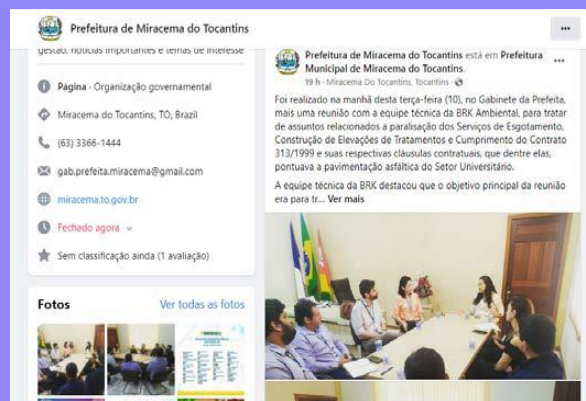 Prefeitura de Miracema do Tocantins
gestão, notícias importantes e temas de interesse
Página · Organização governamental
Miracema do Tocantins, TO, Brazil
(63) 3366-1444
gab.prefeita.miracema@gmail.com
miracema.to.gov.br
Fechado agora
Sem classificação ainda (1 avaliação)
Fotos
Ver todas as fotos
Prefeitura de Miracema do Tocantins está em Prefeitura
Municipal de Miracema do Tocantins.
19 h · Miracema Do Tocantins, Tocantins ·
Foi realizado na manhã desta terça-feira (10), no Gabinete da Prefeita,
mais uma reunião com a equipe técnica da BRK Ambiental, para tratar
de assuntos relacionados a paralisação dos Serviços de Esgotamento,
Construção de Elevações de Tratamentos e Cumprimento do Contrato
313/1999 e suas respectivas cláusulas contratuais, que dentre elas,
pontuava a pavimentação asfáltica do Setor Universitário.
A equipe técnica da BRK destacou que o objetivo principal da reunião
era para tr... Ver mais